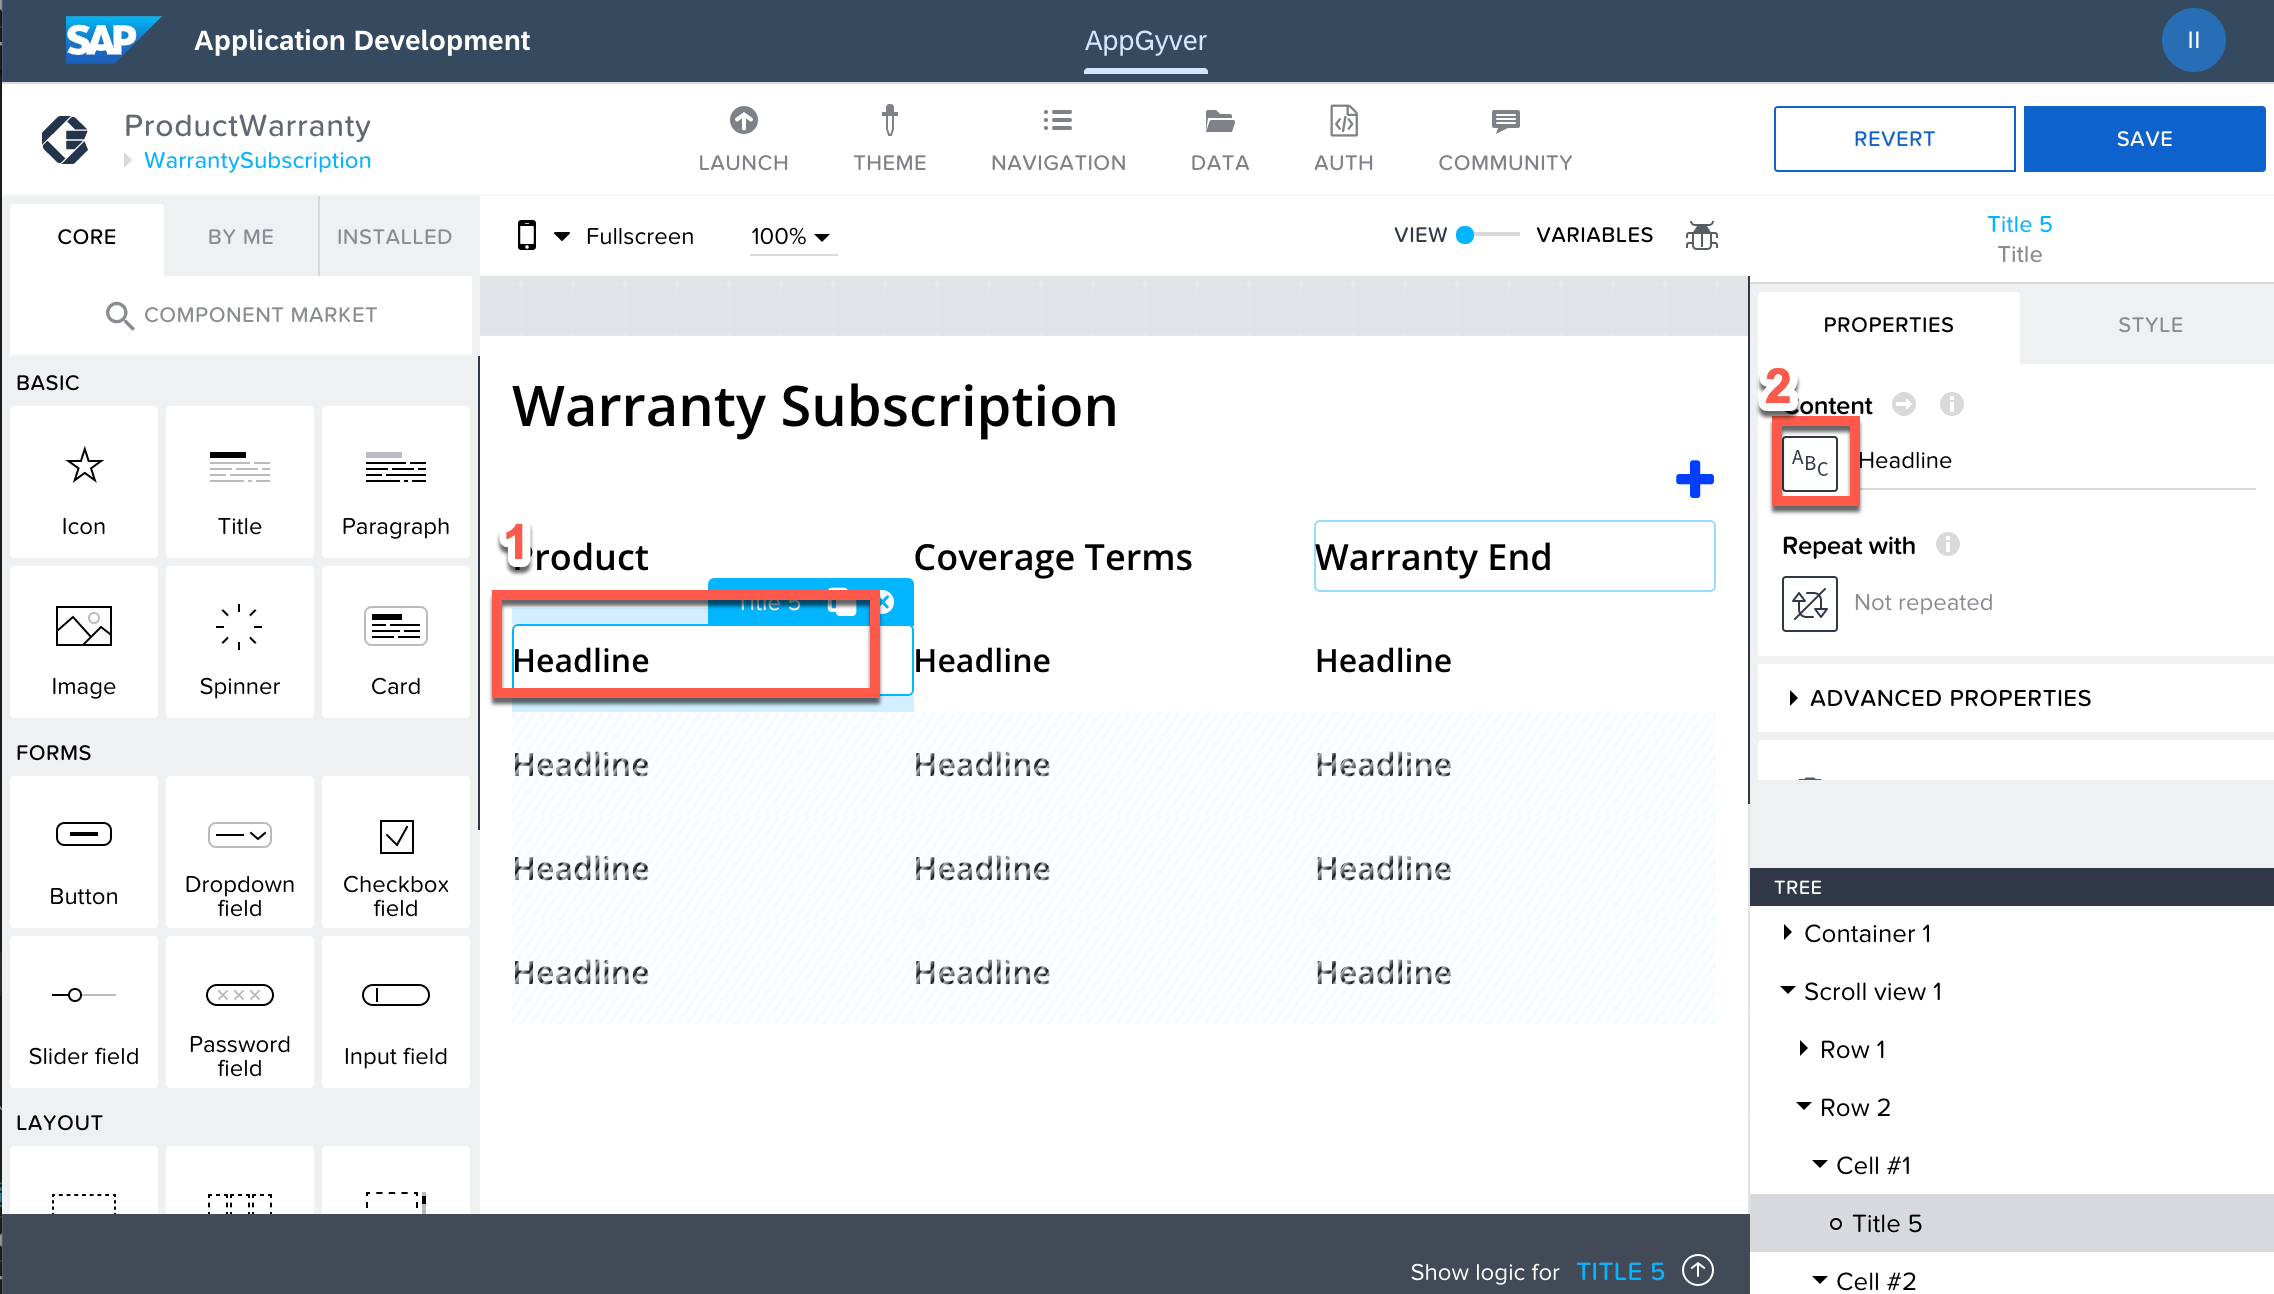 SAP Application Development
AppGyver
II
ProductWarranty
WarrantySubscription
LAUNCH
THEME
NAVIGATION
DATA
AUTH
COMMUNITY
REVERT
SAVE
CORE
BY ME
INSTALLED
COMPONENT MARKET
BASIC
Icon
Title
Paragraph
Image
Spinner
Card
FORMS
Button
Dropdown
field
Checkbox
field
Slider field
Password
field
Input field
LAYOUT
Fullscreen
100%
VIEW
VARIABLES
Warranty Subscription
1
Product
Coverage Terms
Warranty End
Title 5
Headline
Headline
Headline
Headline
Headline
Headline
Headline
Headline
Headline
Headline
Headline
Headline
Show logic for TITLE 5
Title 5
Title
PROPERTIES
STYLE
2
Content
ABC
Headline
Repeat with
Not repeated
ADVANCED PROPERTIES
TREE
Container 1
Scroll view 1
Row 1
Row 2
Cell #1
Title 5
Cell #2